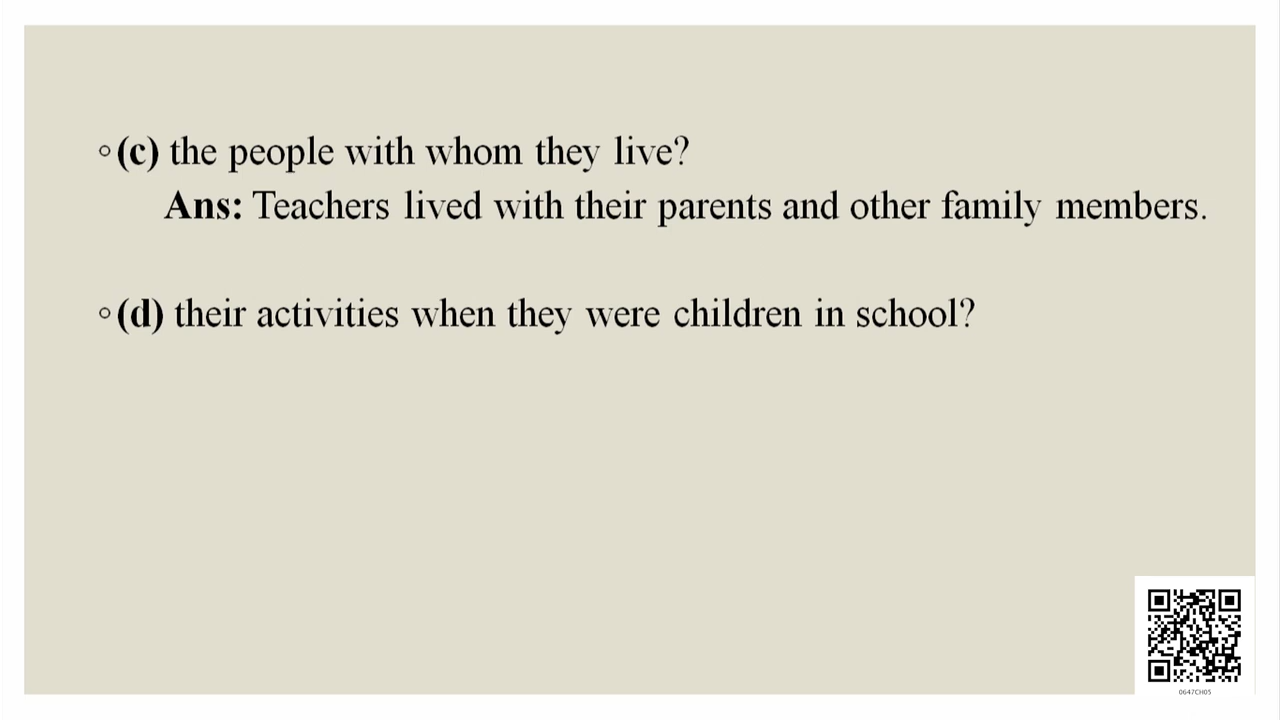 ◦(c) the people with whom they live?
Ans: Teachers lived with their parents and other family members.
◦(d) their activities when they were children in school?
0647CH05